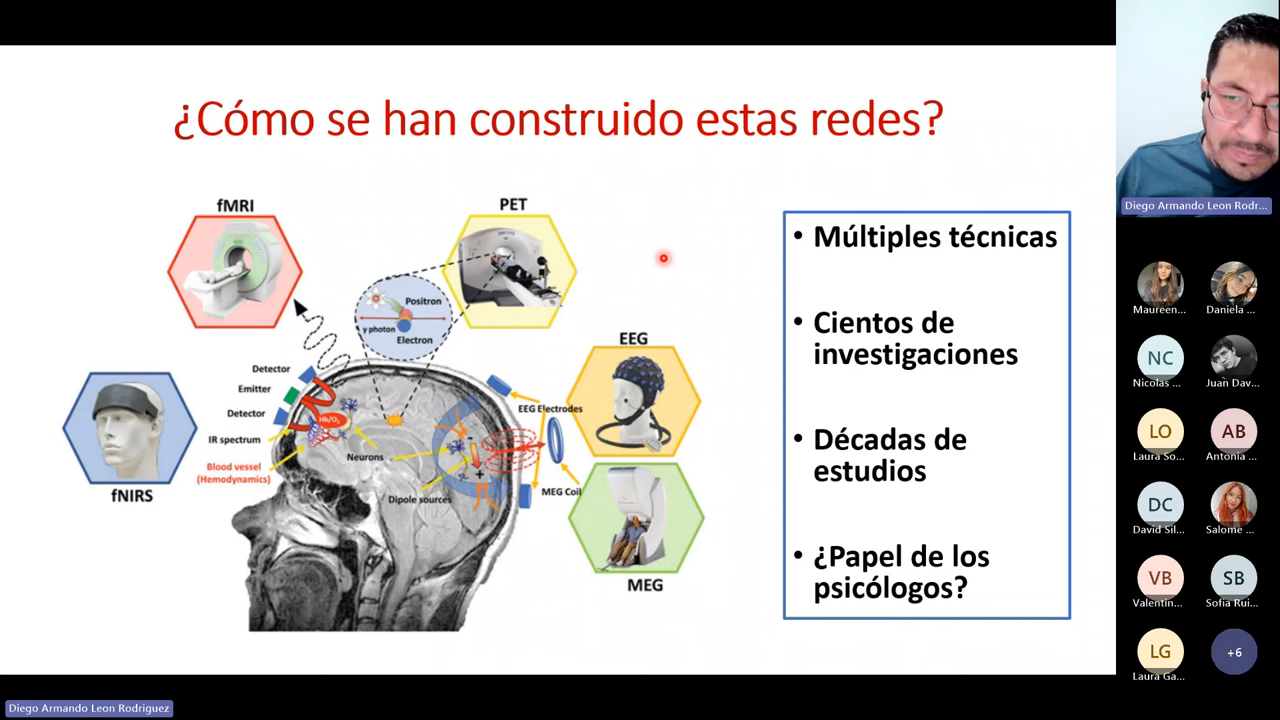 ¿Cómo se han construido estas redes?
fMRI
PET
Positron
γ photon
Electron
EEG
Detector
Emitter
Detector
IR spectrum
Blood vessel
(Hemodynamics)
Hb/O₂
Neurons
Dipole sources
EEG Electrodes
MEG Coil
fNIRS
MEG
• Múltiples técnicas
• Cientos de
investigaciones
• Décadas de
estudios
• ¿Papel de los
psicólogos?
Diego Armando Leon Rodr...
Maureen...
Daniela ...
NC
Nicolas ...
Juan Dav...
LO
Laura So...
AB
Antonia ...
DC
David Sil...
Salome ...
VB
Valentin...
SB
Sofia Rui...
LG
Laura Ga...
+6
Diego Armando Leon Rodriguez